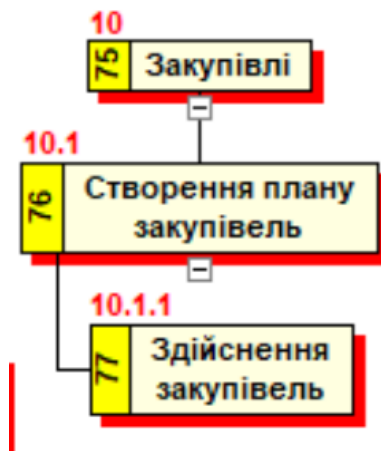 10
75 Закупівлі
10.1
76 Створення плану
закупівель
10.1.1
77 Здійснення
закупівель